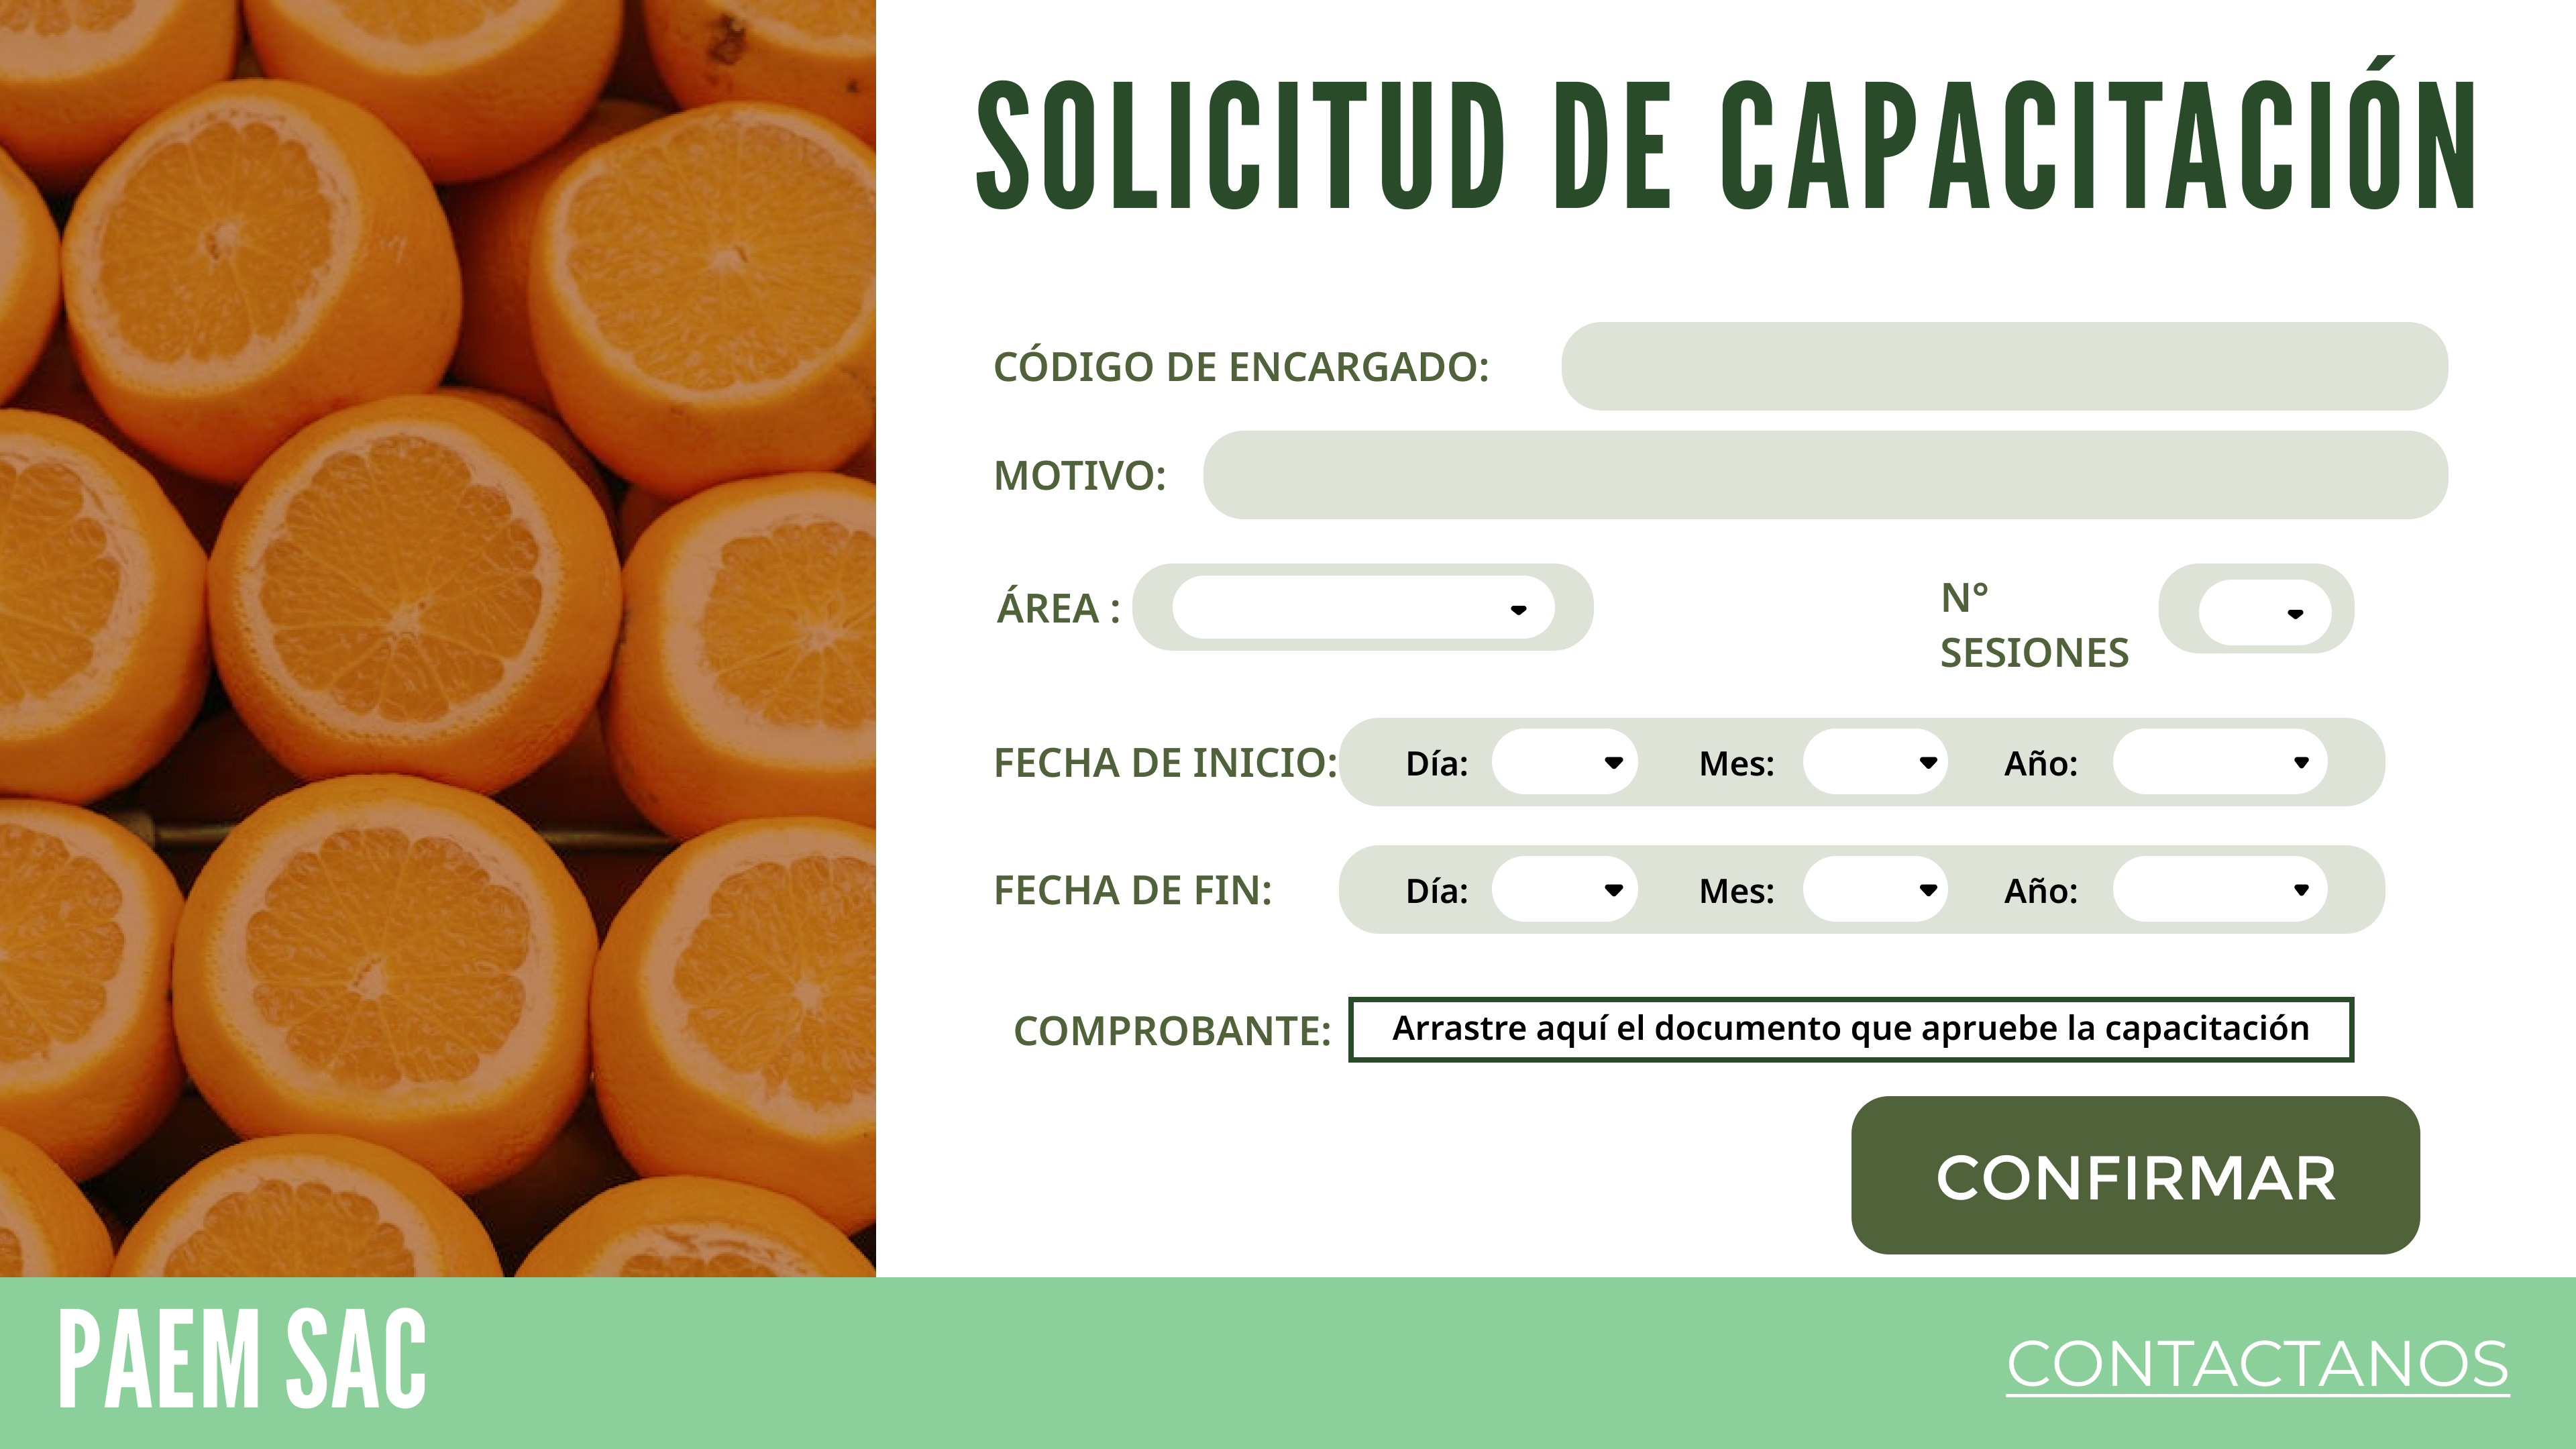 SOLICITUD DE CAPACITACIÓN
CÓDIGO DE ENCARGADO:
MOTIVO:
ÁREA :
N°
SESIONES
FECHA DE INICIO: Día: Mes: Año:
FECHA DE FIN: Día: Mes: Año:
COMPROBANTE: Arrastre aquí el documento que apruebe la capacitación
CONFIRMAR
PAEM SAC
CONTACTANOS